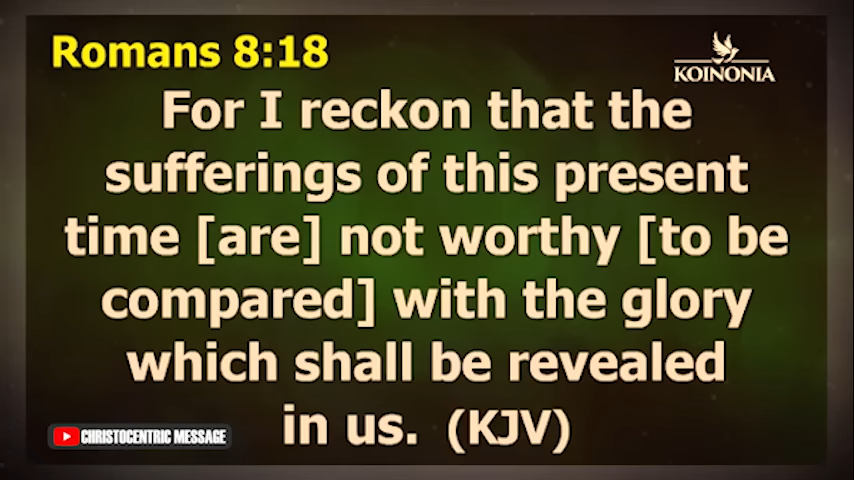 Romans 8:18
KOINONIA
For I reckon that the
sufferings of this present
time [are] not worthy [to be
compared] with the glory
which shall be revealed
in us. (KJV)
CHRISTOCENTRIC MESSAGE